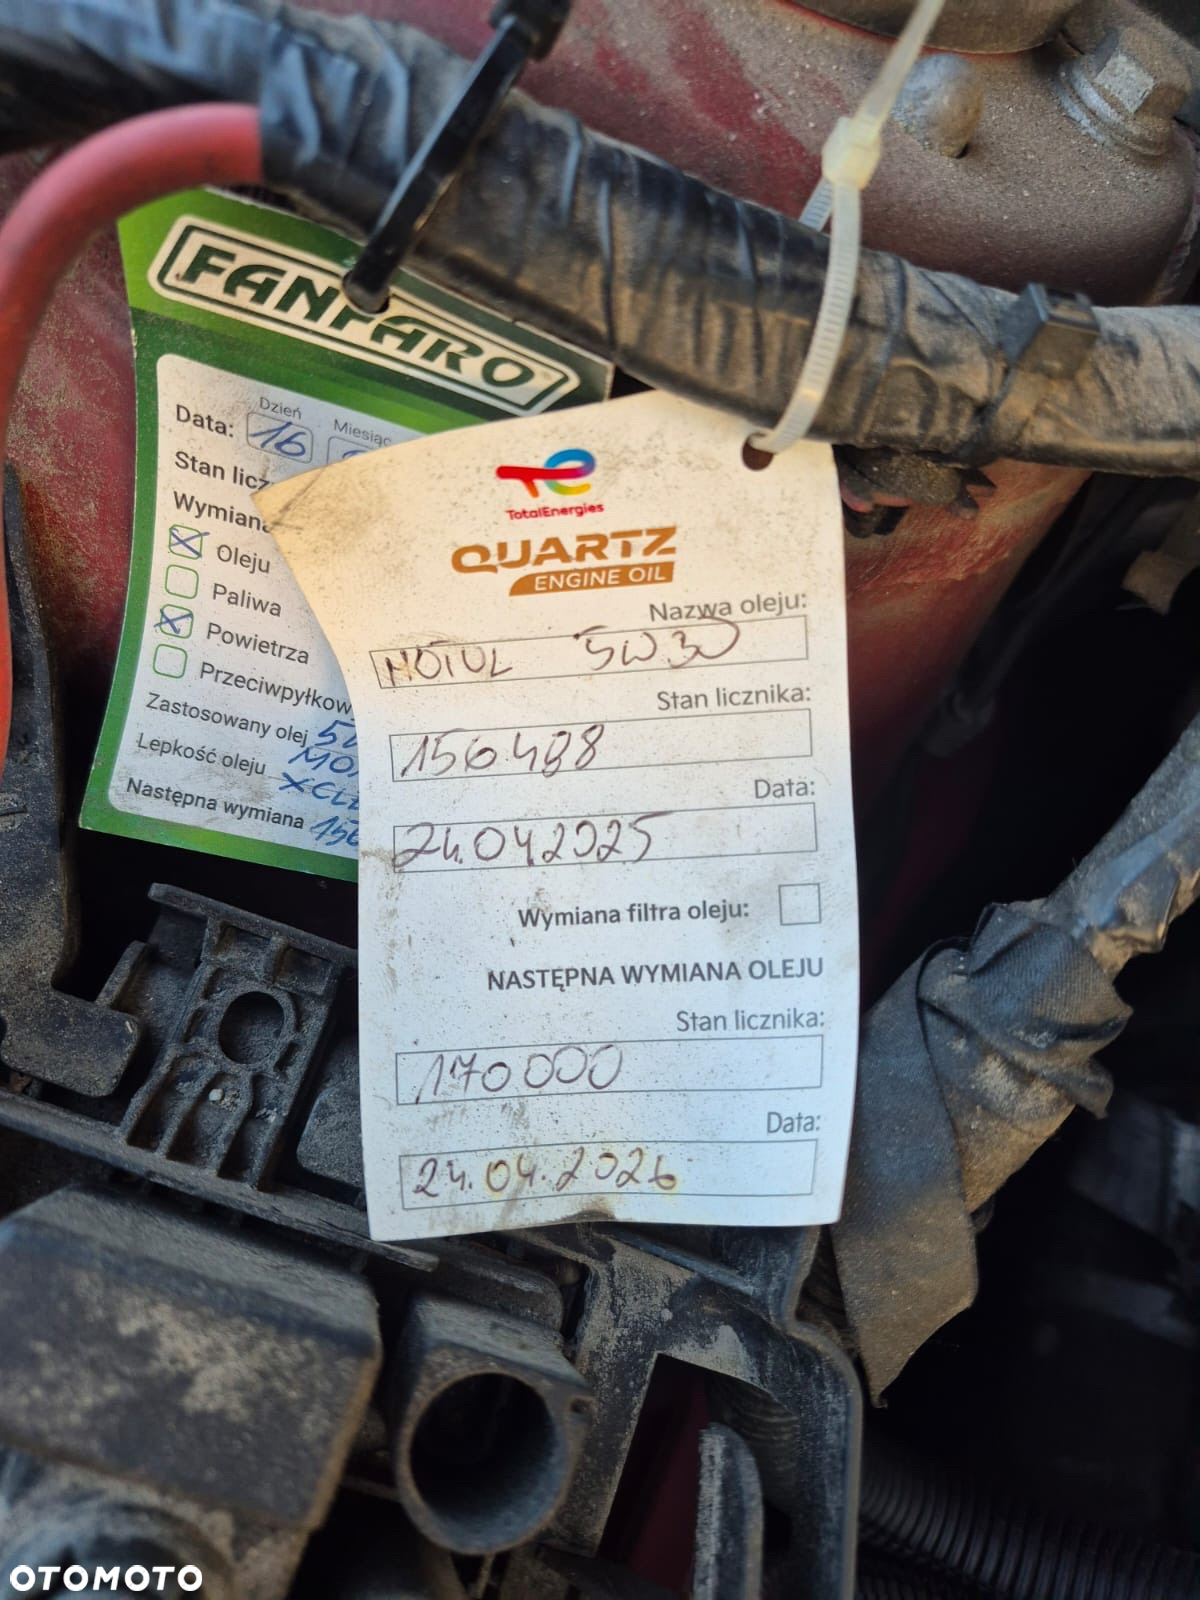 FANFARO
Dzień
Miesiąc
Data: 16
Stan licz
Wymiana
Oleju
Paliwa
Powietrza
Przeciwpyłkow
Zastosowany olej
Lepkość oleju
Następna wymiana 156
TotalEnergies
QUARTZ
ENGINE OIL
Nazwa oleju:
MOTUL 5W30
Stan licznika:
156488
Data:
24.04.2025
Wymiana filtra oleju:
NASTĘPNA WYMIANA OLEJU
Stan licznika:
170000
Data:
24.04.2026
OTOMOTO